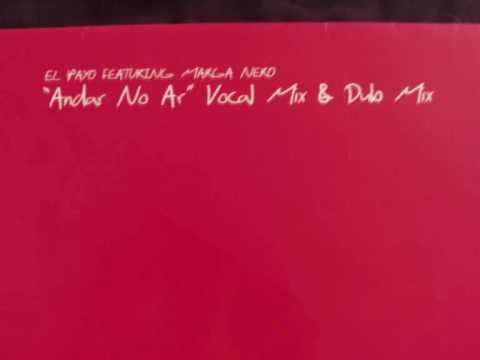 EL PAYO FEATURING MARGA NERO
"Andar No Ar" Vocal Mix & Dub Mix